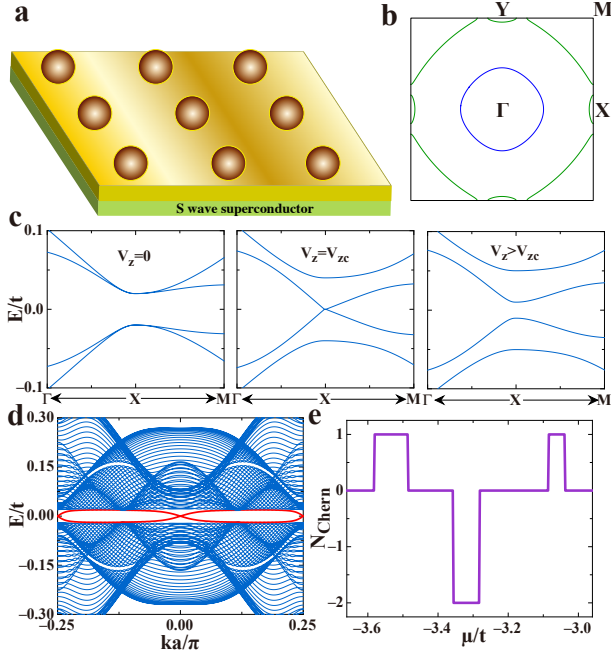 a
S wave superconductor
b
Y
M
Γ
X
c
E/t
0.1
0.0
−0.1
V_z=0
V_z=V_zc
V_z>V_zc
Γ X M Γ X M Γ X M
d
E/t
0.30
0.15
0.00
−0.15
−0.30
−0.25 0.00 0.25
ka/π
e
N_Chern
1
0
−1
−2
−3.6 −3.4 −3.2 −3.0
μ/t